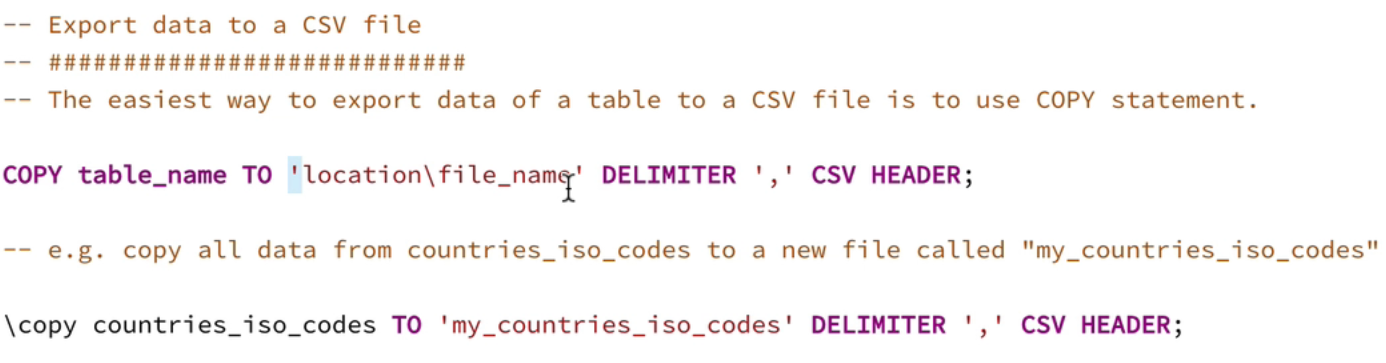 -- Export data to a CSV file
-- ############################
-- The easiest way to export data of a table to a CSV file is to use COPY statement.
COPY table_name TO 'location\file_name' DELIMITER ',' CSV HEADER;
-- e.g. copy all data from countries_iso_codes to a new file called "my_countries_iso_codes"
\copy countries_iso_codes TO 'my_countries_iso_codes' DELIMITER ',' CSV HEADER;